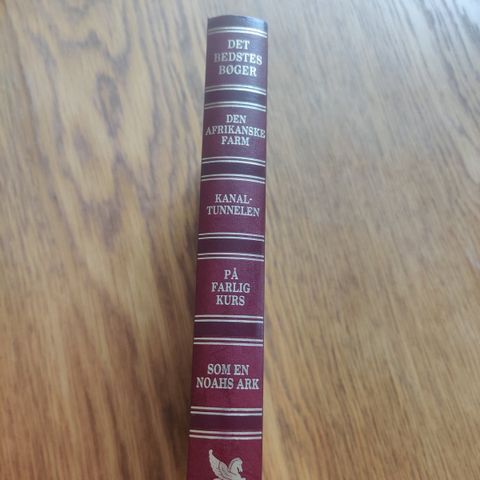 DET
BEDSTES
BØGER
DEN
AFRIKANSKE
FARM
KANAL-
TUNNELEN
PÅ
FARLIG
KURS
SOM EN
NOAHS ARK